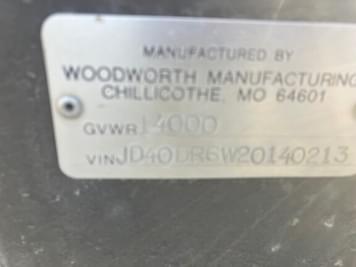 MANUFACTURED BY
WOODWORTH MANUFACTURING
CHILLICOTHE, MO 64601
GVWR 14000
VIN JD40DR6W20140213